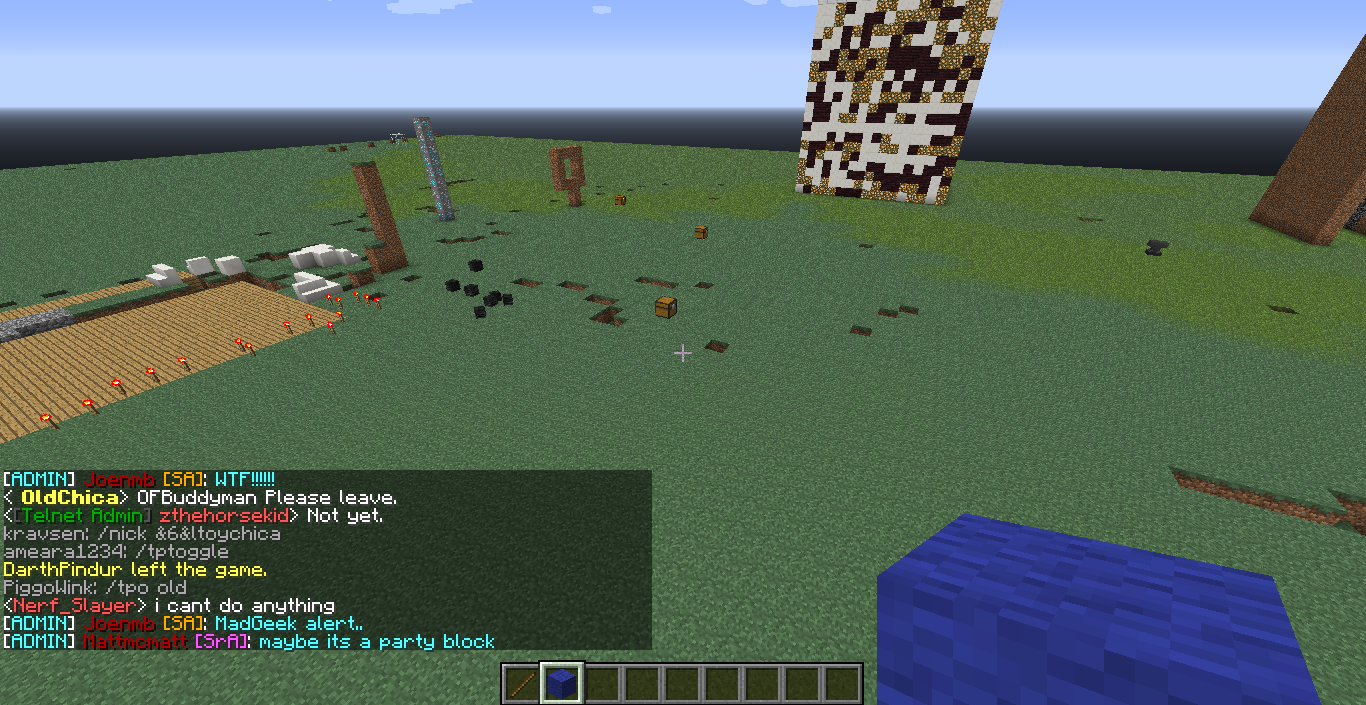 [ADMIN] Joenmb [SA]: WTF!!!!!!
< OldChica> OFBuddyman Please leave.
<[Telnet Admin] zthehorsekid> Not yet.
kravsen: /nick &6&ltoychica
ameara1234: /tptoggle
DarthPindur left the game.
PiggoWink: /tpo old
<Nerf_Slayer> i cant do anything
[ADMIN] Joenmb [SA]: MadGeek alert..
[ADMIN] Mattmcmatt [SrA]: maybe its a party block